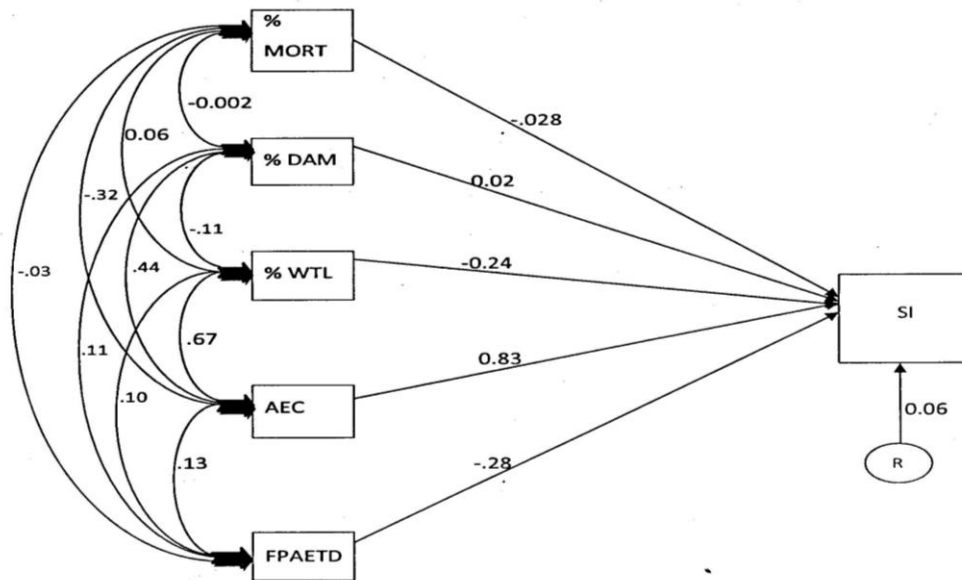 %
MORT
-.028
-0.002
0.06
% DAM
0.02
-.32
-.11
-.03
.44
% WTL
-0.24
SI
.67
.11
0.83
.10
AEC
0.06
.13
-.28
R
FPAETD